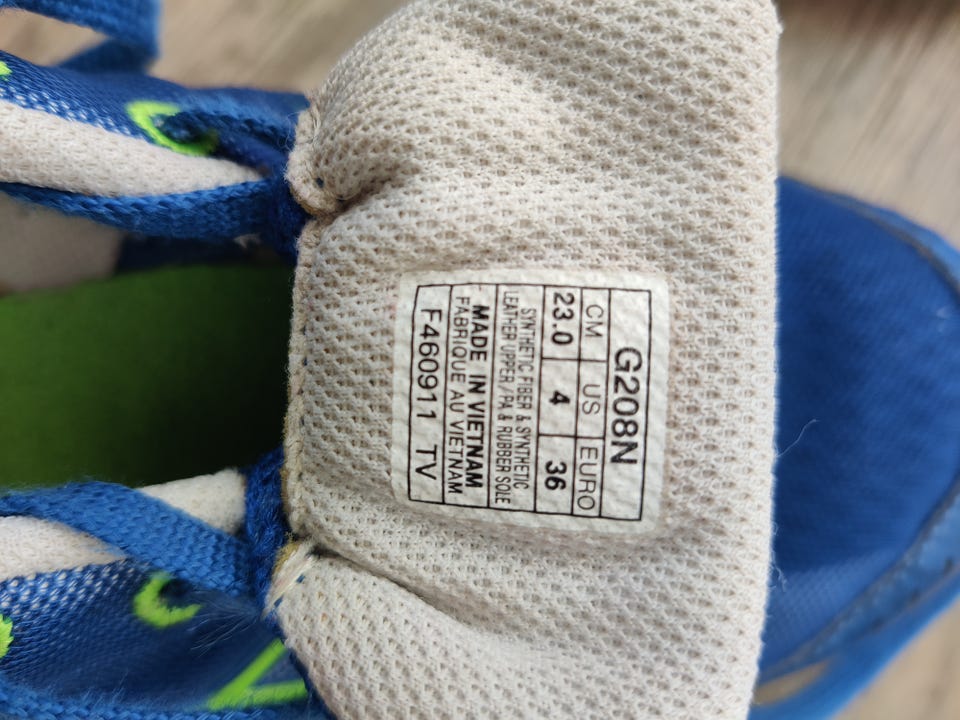 G208N
CM US EURO
23.0 4 36
SYNTHETIC FIBER & SYNTHETIC
LEATHER UPPER / PA & RUBBER SOLE
MADE IN VIETNAM
FABRIQUE AU VIETNAM
F460911 TV